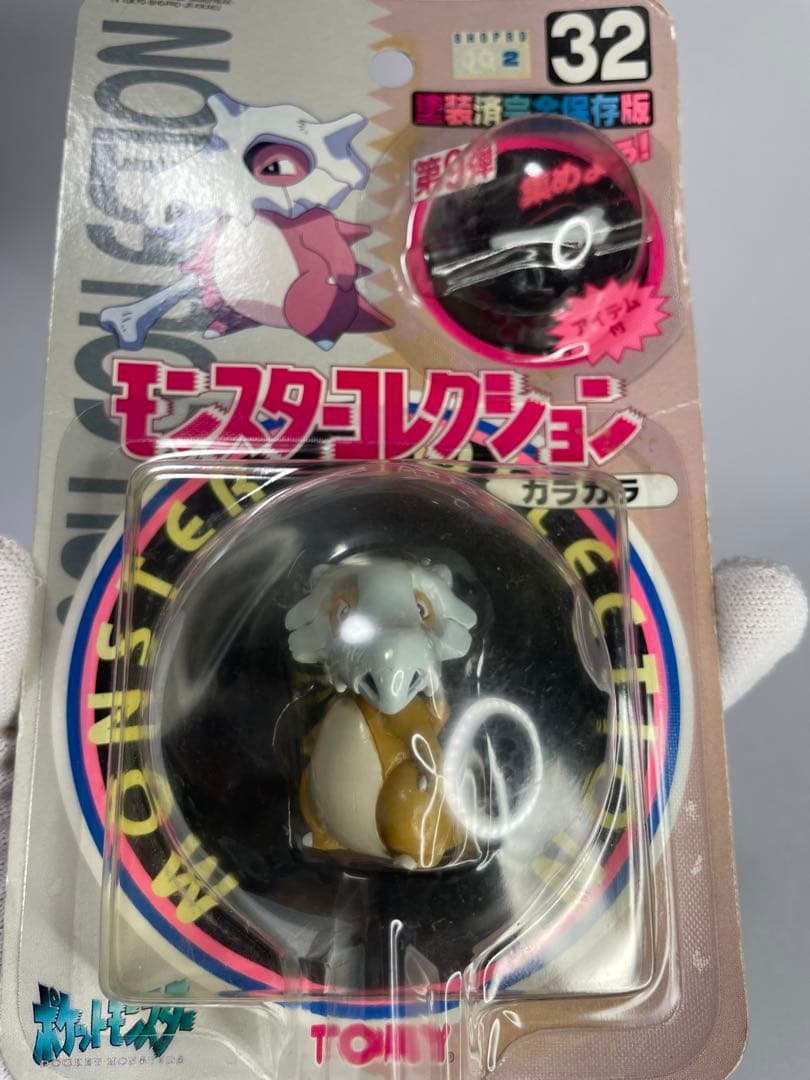 SHOPRO
2
32
塗装済完全保存版
第9弾
集めよう!
アイテム付
モンスターコレクション
カラカラ
MONSTER COLLECTION
ポケットモンスター
TOMY